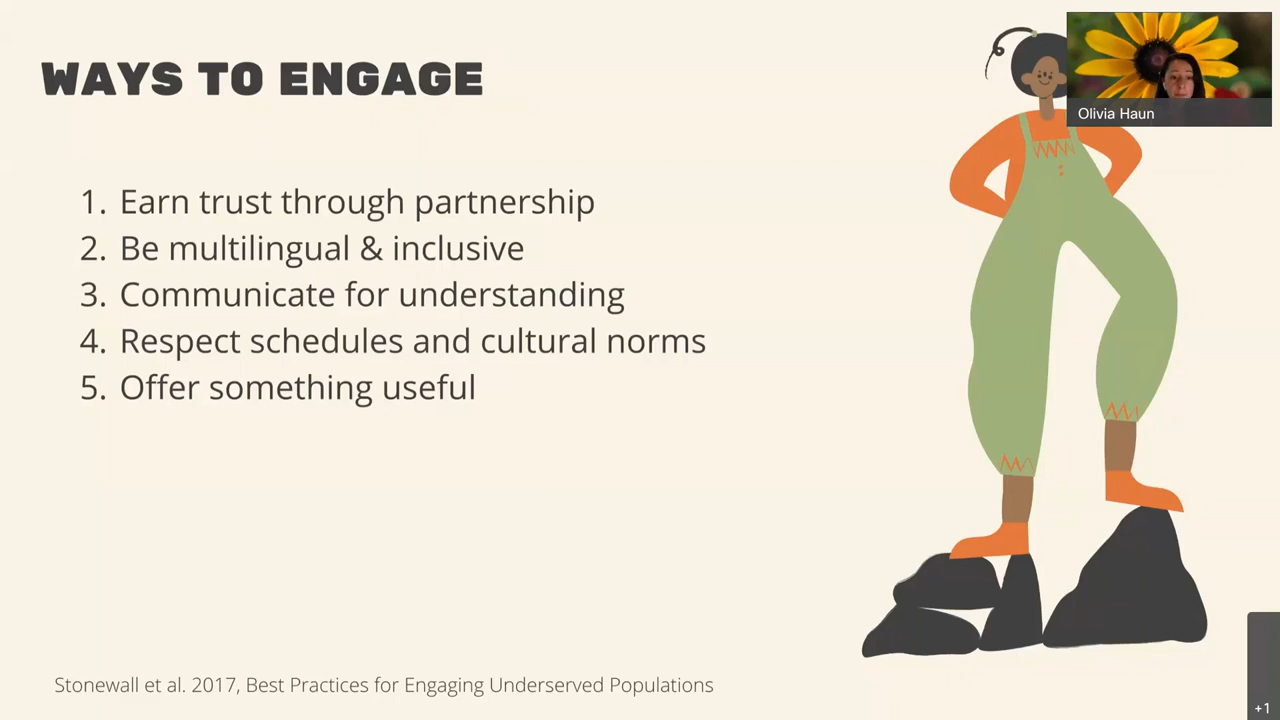 WAYS TO ENGAGE
Olivia Haun
1. Earn trust through partnership
2. Be multilingual & inclusive
3. Communicate for understanding
4. Respect schedules and cultural norms
5. Offer something useful
Stonewall et al. 2017, Best Practices for Engaging Underserved Populations
+1